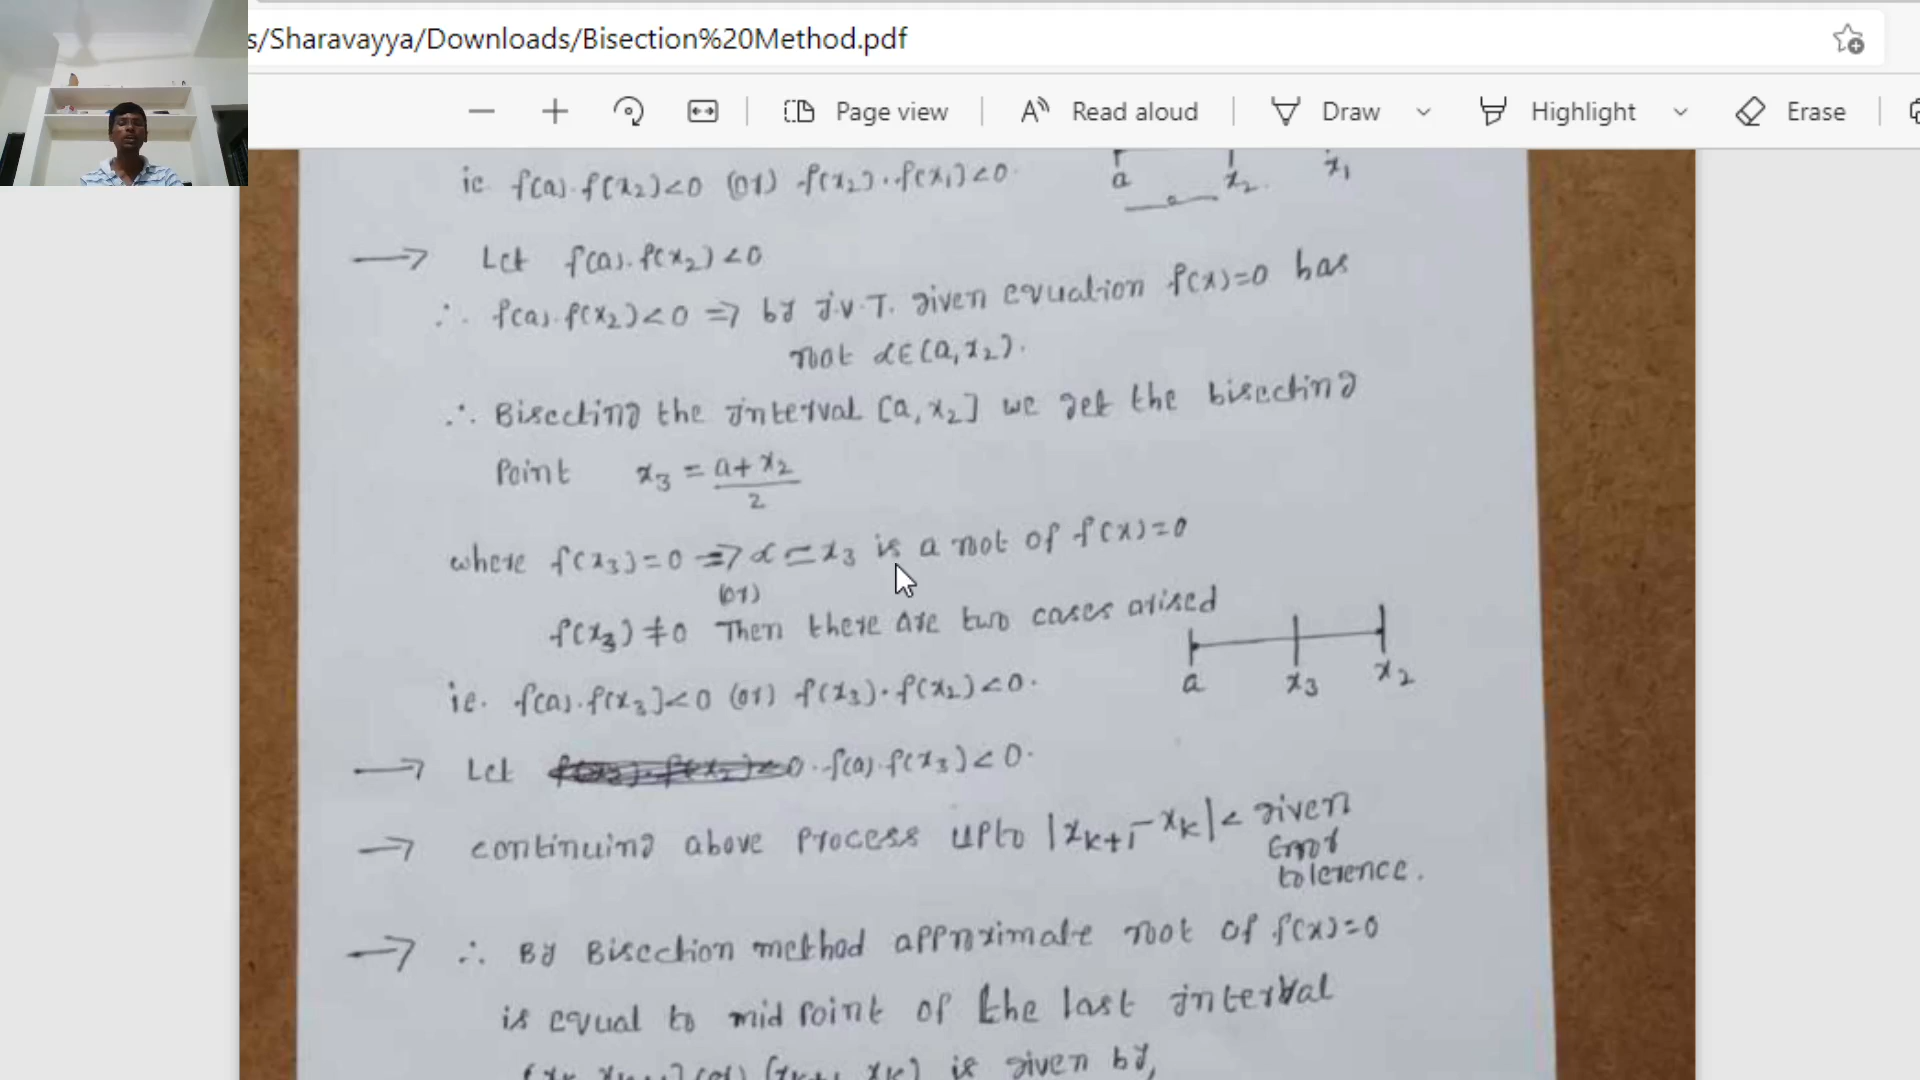 s/Sharavayya/Downloads/Bisection%20Method.pdf
Page view
Read aloud
Draw
Highlight
Erase
ie f(a).f(x2)<0 (or) f(x2).f(x1)<0.
a x2. x1
→ Let f(a).f(x2)<0
∴ f(a).f(x2)<0 ⇒ by I.V.T. given equation f(x)=0 has
root α∈(a,x2).
∴ Bisecting the interval [a,x2] we get the bisecting
Point x3 = (a+x2)/2
where f(x3)=0 ⇒ α=x3 is a root of f(x)=0
(or)
f(x3)≠0 Then there are two cases arised
a x3 x2
ie. f(a).f(x3)<0 (or) f(x3).f(x2)<0.
→ Let f(a).f(x3)<0.
→ continuing above process upto |xk+1-xk|< given
Error
tolerence.
→ ∴ By Bisection method approximate root of f(x)=0
is equal to mid Point of the last interval
(or) is given by,